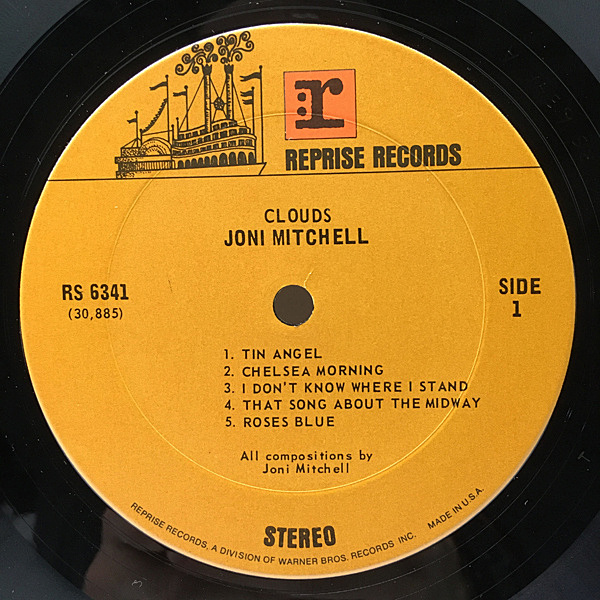 r
REPRISE RECORDS
CLOUDS
JONI MITCHELL
RS 6341
(30,885)
SIDE
1
1. TIN ANGEL
2. CHELSEA MORNING
3. I DON'T KNOW WHERE I STAND
4. THAT SONG ABOUT THE MIDWAY
5. ROSES BLUE
All compositions by
Joni Mitchell
STEREO
REPRISE RECORDS, A DIVISION OF WARNER BROS. RECORDS INC. MADE IN U.S.A.